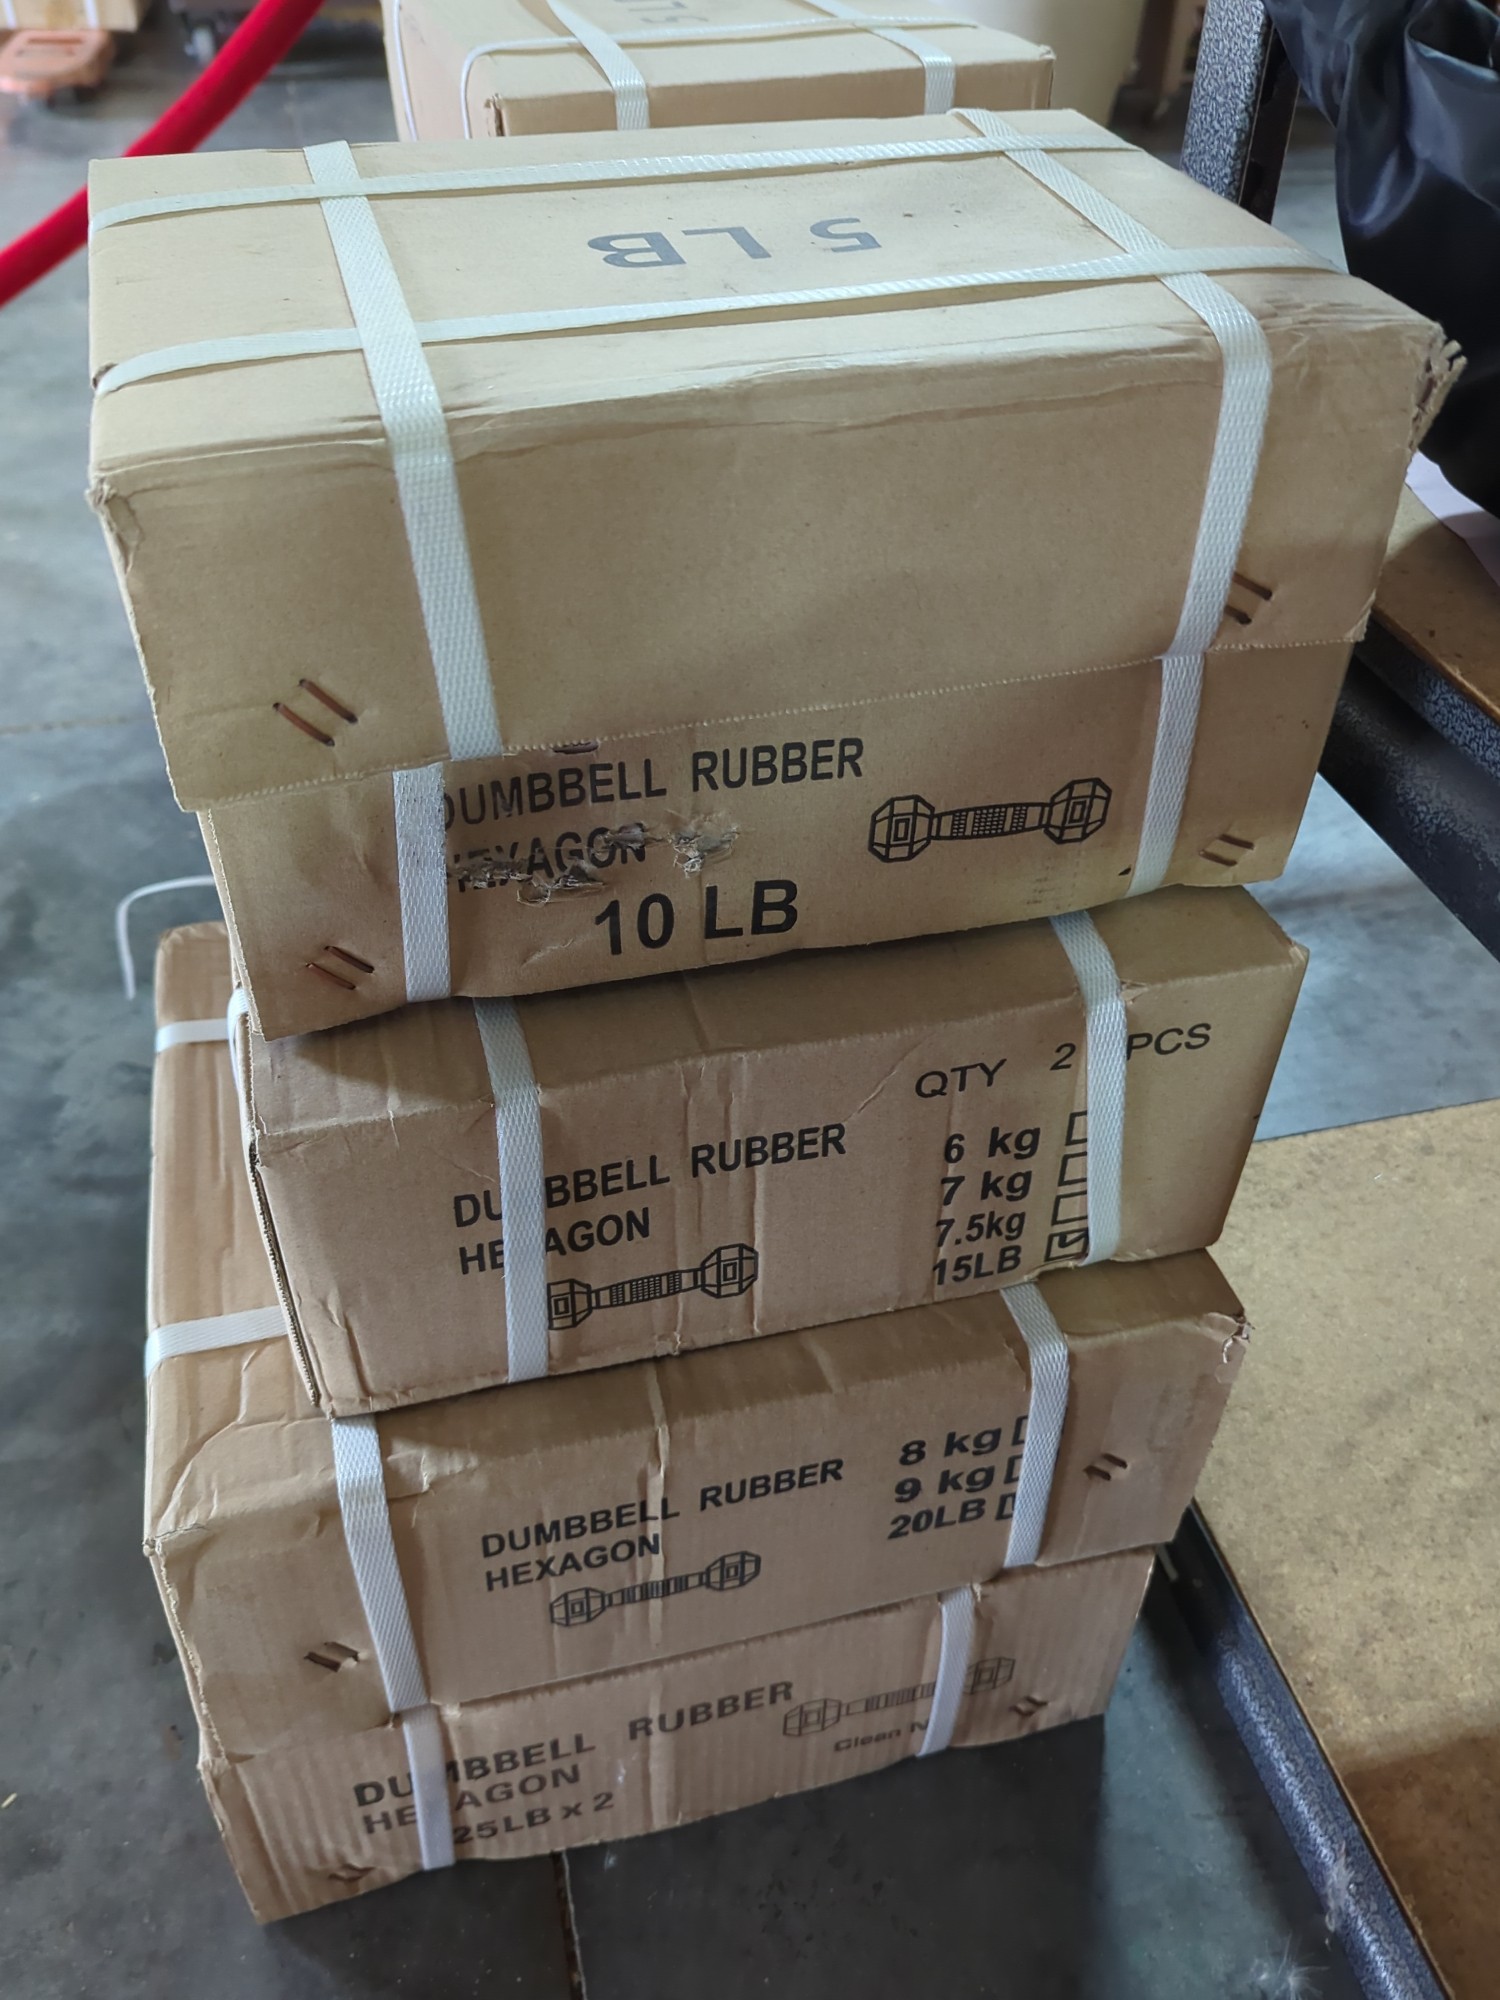 5 LB
DUMBBELL RUBBER
HEXAGON
10 LB
QTY 2 PCS
DUMBBELL RUBBER
HEXAGON
6 kg
7 kg
7.5kg
15LB
DUMBBELL RUBBER
HEXAGON
8 kg
9 kg
20LB
DUMBBELL RUBBER
HEXAGON
25LB x 2
Clean N